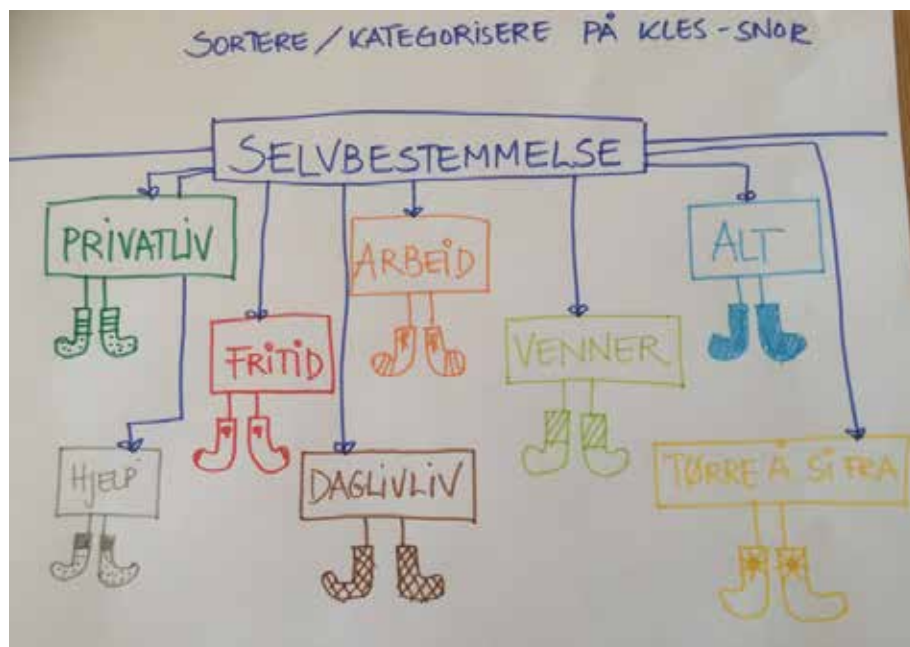 SORTERE / KATEGORISERE PÅ KLES-SNOR
SELVBESTEMMELSE
PRIVATLIV
ARBEID
ALT
FRITID
VENNER
HJELP
DAGLIVLIV
TØRRE Å SI FRA